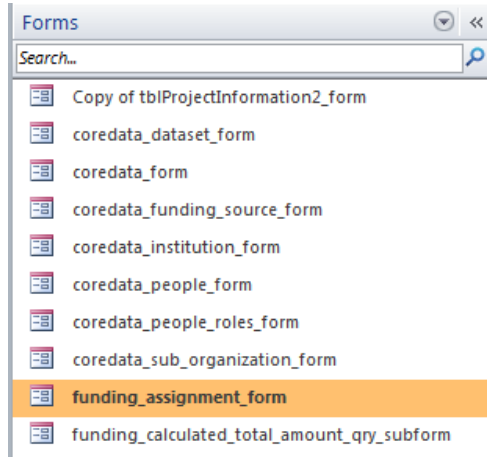 Forms
Search...
Copy of tblProjectInformation2_form
coredata_dataset_form
coredata_form
coredata_funding_source_form
coredata_institution_form
coredata_people_form
coredata_people_roles_form
coredata_sub_organization_form
funding_assignment_form
funding_calculated_total_amount_qry_subform